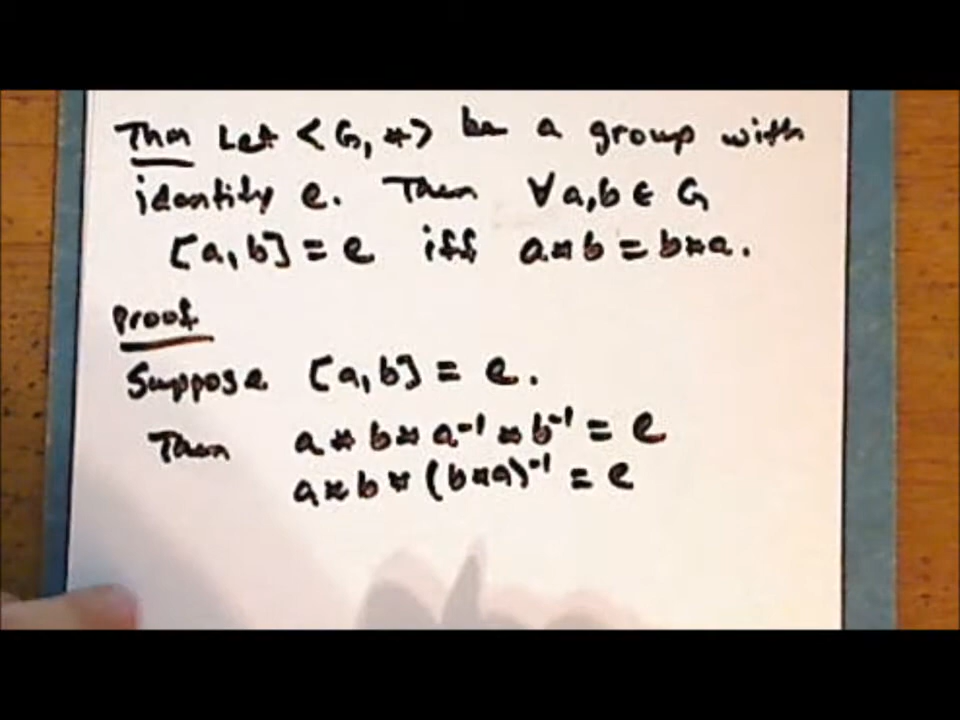 Thm Let <G, *> be a group with
identity e. Then ∀a,b ∈ G
[a,b] = e iff a*b = b*a.
Proof
Suppose [a,b] = e.
Then a * b * a⁻¹ * b⁻¹ = e
a*b*(b*a)⁻¹ = e